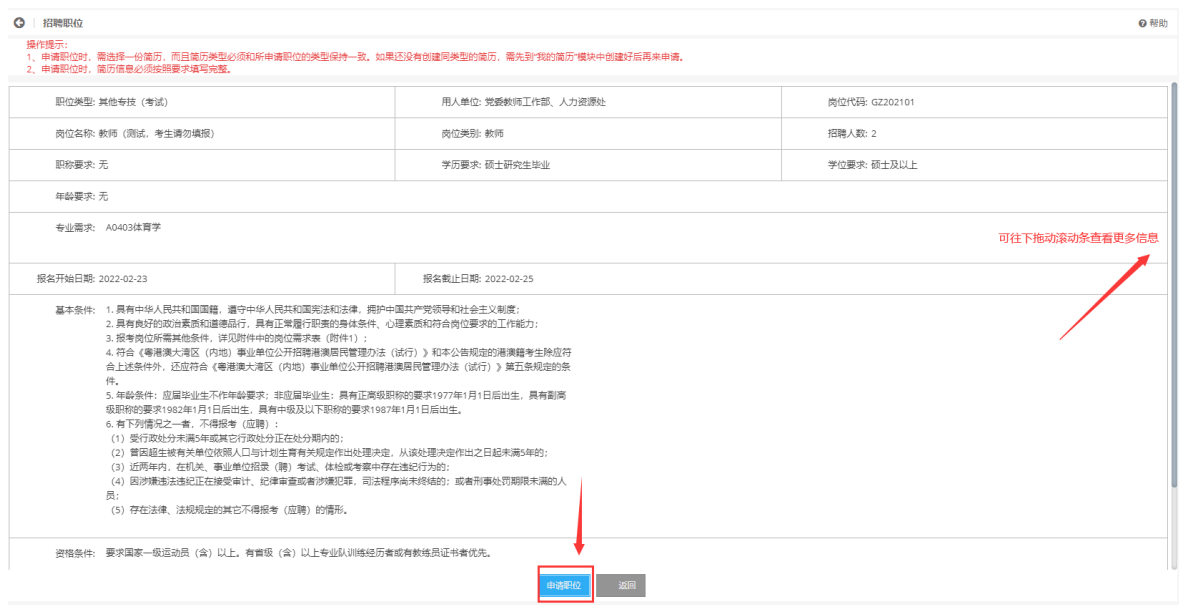 招聘职位
帮助
操作提示：
1、申请职位时，需选择一份简历，而且简历类型必须和所申请职位的类型保持一致。如果还没有创建同类型的简历，需先到“我的简历”模块中创建好后再来申请。
2、申请职位时，简历信息必须按照要求填写完整。
职位类型: 其他专技（考试）
用人单位: 党委教师工作部、人力资源处
岗位代码: GZ202101
岗位名称: 教师（测试，考生请勿填报）
岗位类别: 教师
招聘人数: 2
职称要求: 无
学历要求: 硕士研究生毕业
学位要求: 硕士及以上
年龄要求: 无
专业需求: A0403体育学
可往下拖动滚动条查看更多信息
报名开始日期: 2022-02-23
报名截止日期: 2022-02-25
基本条件: 1. 具有中华人民共和国国籍，遵守中华人民共和国宪法和法律，拥护中国共产党领导和社会主义制度；
2. 具有良好的政治素质和道德品行，具有正常履行职责的身体条件、心理素质和符合岗位要求的工作能力；
3. 报考岗位所需其他条件，详见附件中的岗位需求表（附件1）；
4. 符合《粤港澳大湾区（内地）事业单位公开招聘港澳居民管理办法（试行）》和本公告规定的港澳籍考生除应符
合上述条件外，还应符合《粤港澳大湾区（内地）事业单位公开招聘港澳居民管理办法（试行）》第五条规定的条
件。
5. 年龄条件：应届毕业生不作年龄要求；非应届毕业生：具有正高级职称的要求1977年1月1日后出生，具有副高
级职称的要求1982年1月1日后出生，具有中级及以下职称的要求1987年1月1日后出生。
6. 有下列情况之一者，不得报考（应聘）：
（1）受行政处分未满5年或其它行政处分正在处分期内的；
（2）曾因超生被有关单位依照人口与计划生育有关规定作出处理决定，从该处理决定作出之日起未满5年的；
（3）近两年内，在机关、事业单位招录（聘）考试、体检或考察中存在违纪行为的；
（4）因涉嫌违法违纪正在接受审计、纪律审查或者涉嫌犯罪，司法程序尚未终结的；或者刑事处罚期限未满的人
员；
（5）存在法律、法规规定的其它不得报考（应聘）的情形。
资格条件: 要求国家一级运动员（含）以上。有省级（含）以上专业队训练经历者或有教练员证书者优先。
申请职位
返回